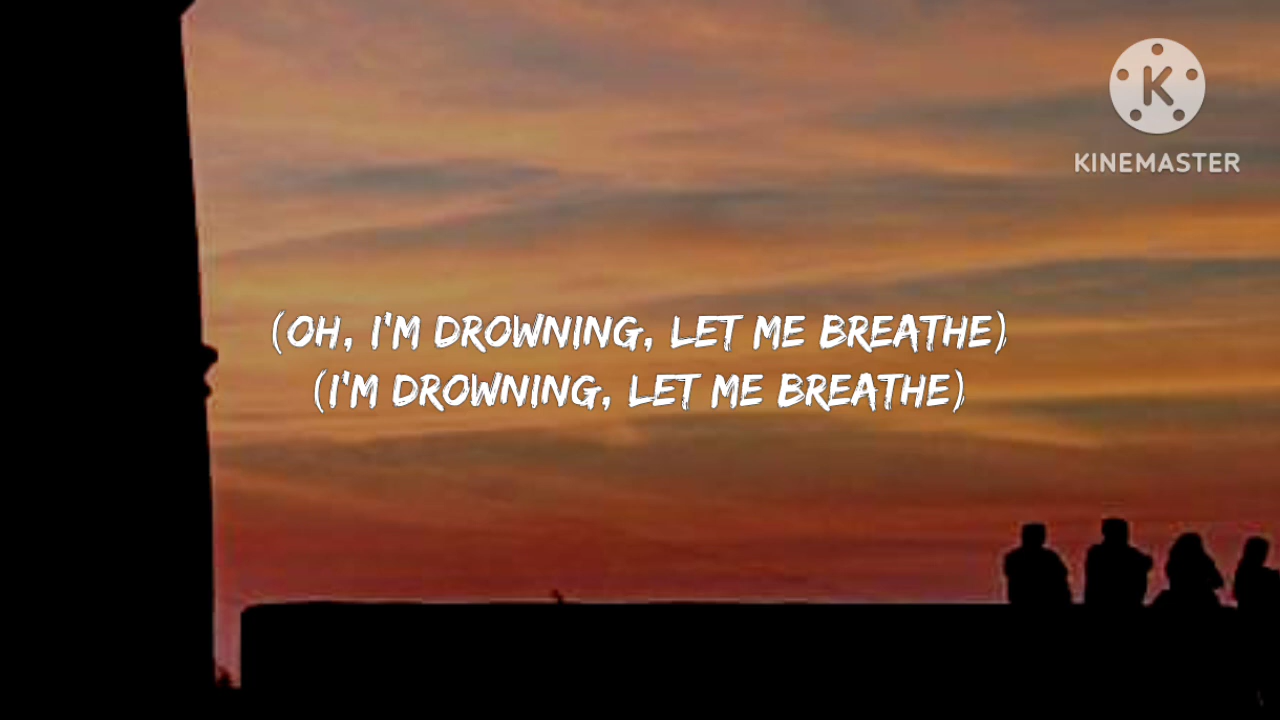 K
KINEMASTER
(OH, I'M DROWNING, LET ME BREATHE)
(I'M DROWNING, LET ME BREATHE)